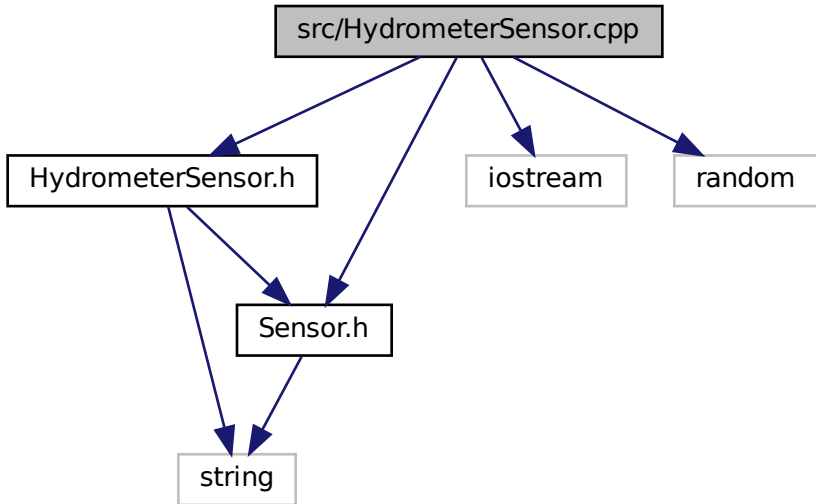 src/HydrometerSensor.cpp
HydrometerSensor.h
iostream
random
Sensor.h
string